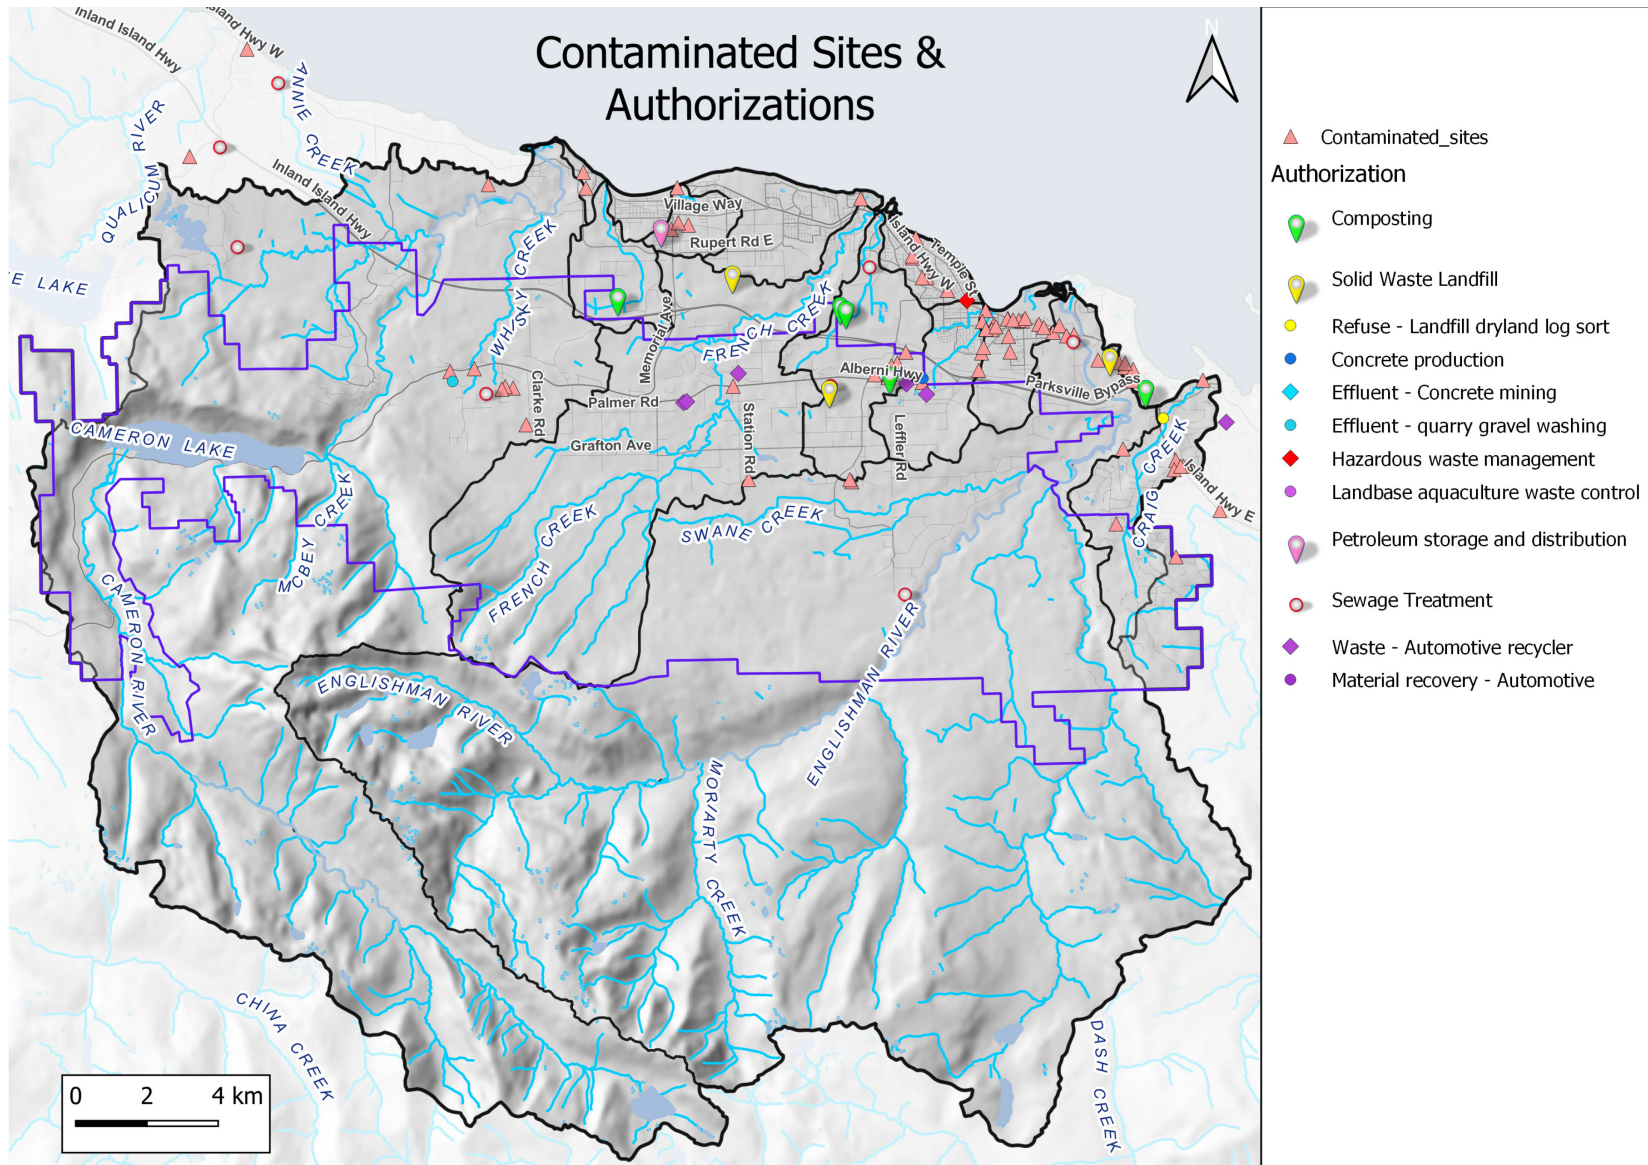 Contaminated Sites &
Authorizations
N
Island Hwy W
Inland Island Hwy
ANNIE CREEK
QUALICUM RIVER
Inland Island Hwy
E LAKE
WHISKY CREEK
Village Way
Rupert Rd E
Island Hwy W
Temple St
Memorial Ave
FRENCH CREEK
Alberni Hwy
Parksville Bypass
Clarke Rd
Palmer Rd
Station Rd
Grafton Ave
Leffler Rd
CAMERON LAKE
CRAIG CREEK
Island Hwy E
MCBEY CREEK
FRENCH CREEK
SWANE CREEK
CAMERON RIVER
ENGLISHMAN RIVER
ENGLISHMAN RIVER
MORIARTY CREEK
CHINA CREEK
DASH CREEK
0 2 4 km
Contaminated_sites
Authorization
Composting
Solid Waste Landfill
Refuse - Landfill dryland log sort
Concrete production
Effluent - Concrete mining
Effluent - quarry gravel washing
Hazardous waste management
Landbase aquaculture waste control
Petroleum storage and distribution
Sewage Treatment
Waste - Automotive recycler
Material recovery - Automotive